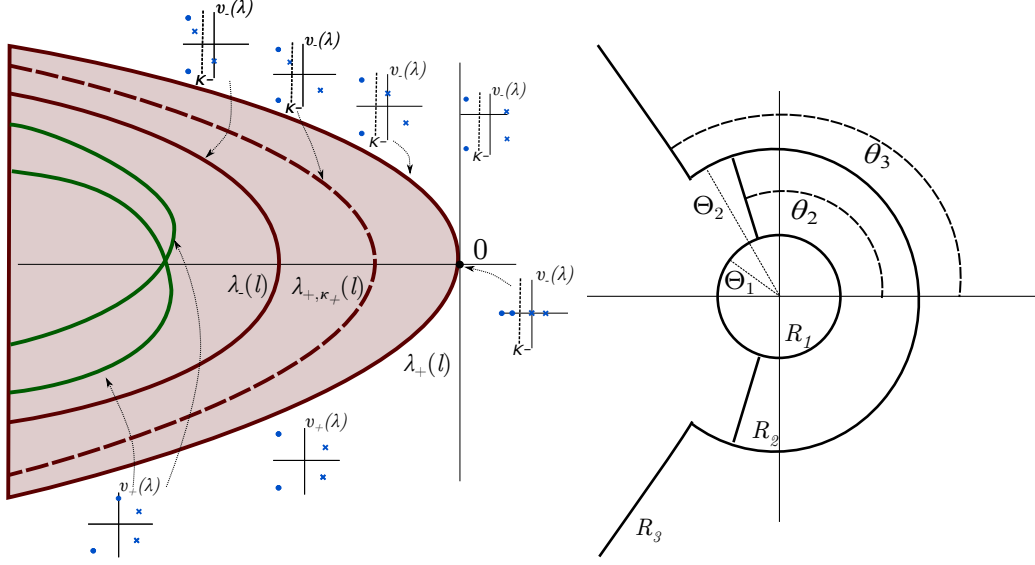 v₋(λ)
κ-
v₋(λ)
κ-
v₋(λ)
κ-
v₋(λ)
κ-
0
v₋(λ)
κ-
λ₋(l)
λ₊,κ₊(l)
λ₊(l)
v₊(λ)
v₊(λ)
θ₃
Θ₂
θ₂
Θ₁
R₁
R₂
R₃